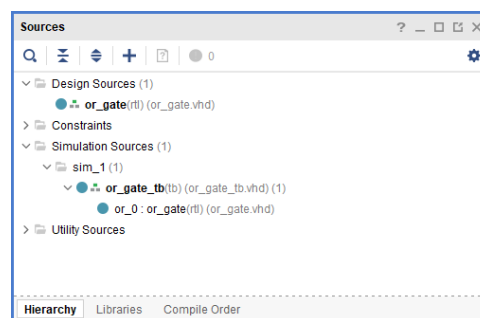 Sources
0
Design Sources (1)
or_gate(rtl) (or_gate.vhd)
Constraints
Simulation Sources (1)
sim_1 (1)
or_gate_tb(tb) (or_gate_tb.vhd) (1)
or_0 : or_gate(rtl) (or_gate.vhd)
Utility Sources
Hierarchy Libraries Compile Order